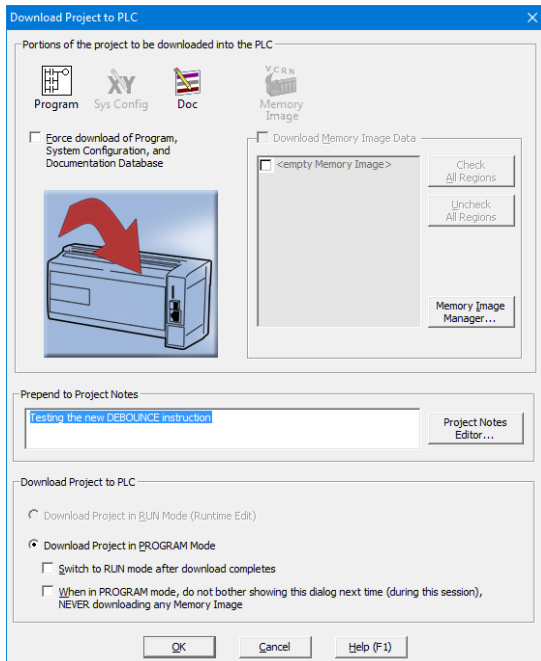 Download Project to PLC
Portions of the project to be downloaded into the PLC
VCRN
Program Sys Config Doc Memory
Image
XY
Force download of Program,
System Configuration, and
Documentation Database
Download Memory Image Data
<empty Memory Image>
Check
All Regions
Uncheck
All Regions
Memory Image
Manager...
Prepend to Project Notes
Testing the new DEBOUNCE instruction
Project Notes
Editor...
Download Project to PLC
Download Project in RUN Mode (Runtime Edit)
Download Project in PROGRAM Mode
Switch to RUN mode after download completes
When in PROGRAM mode, do not bother showing this dialog next time (during this session),
NEVER downloading any Memory Image
OK Cancel Help (F1)